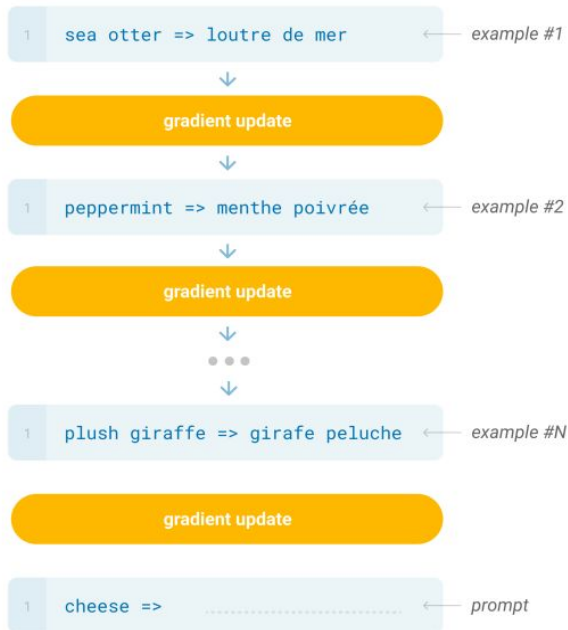 1 sea otter => loutre de mer example #1
gradient update
1 peppermint => menthe poivrée example #2
gradient update
1 plush giraffe => girafe peluche example #N
gradient update
1 cheese => prompt